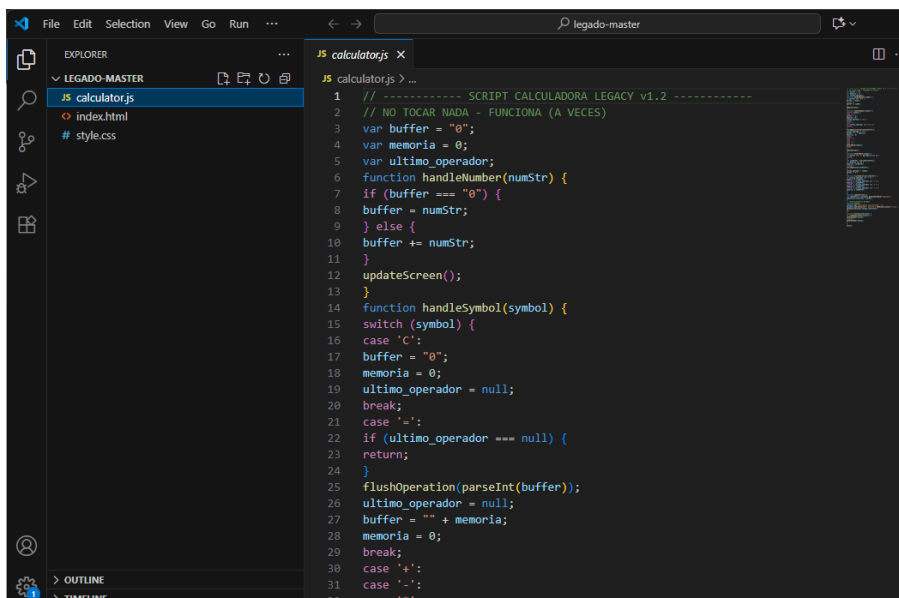 File Edit Selection View Go Run ···
legado-master
EXPLORER
LEGADO-MASTER
JS calculator.js
<> index.html
# style.css
OUTLINE
TIMELINE
1
JS calculator.js ×
JS calculator.js > ...
1 // ------------ SCRIPT CALCULADORA LEGACY v1.2 ------------
2 // NO TOCAR NADA - FUNCIONA (A VECES)
3 var buffer = "0";
4 var memoria = 0;
5 var ultimo_operador;
6 function handleNumber(numStr) {
7 if (buffer === "0") {
8 buffer = numStr;
9 } else {
10 buffer += numStr;
11 }
12 updateScreen();
13 }
14 function handleSymbol(symbol) {
15 switch (symbol) {
16 case 'C':
17 buffer = "0";
18 memoria = 0;
19 ultimo_operador = null;
20 break;
21 case '=':
22 if (ultimo_operador === null) {
23 return;
24 }
25 flushOperation(parseInt(buffer));
26 ultimo_operador = null;
27 buffer = "" + memoria;
28 memoria = 0;
29 break;
30 case '+':
31 case '-':